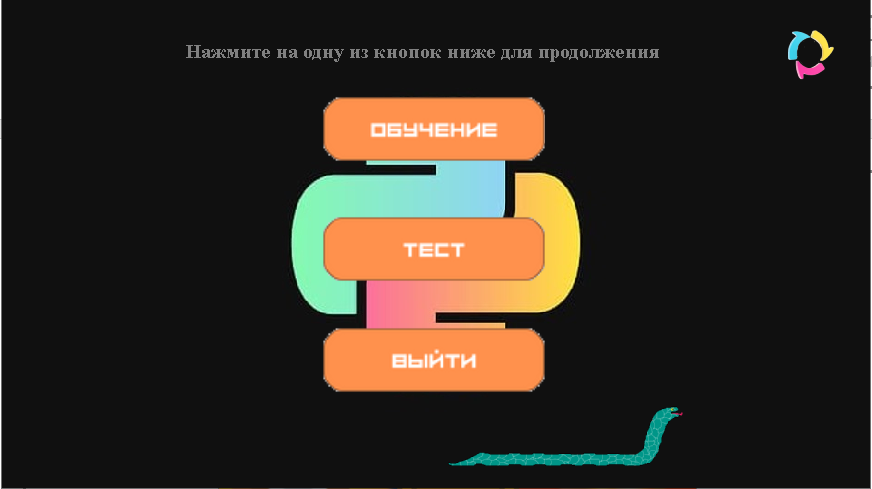 Нажмите на одну из кнопок ниже для продолжения
ОБУЧЕНИЕ
ТЕСТ
ВЫЙТИ